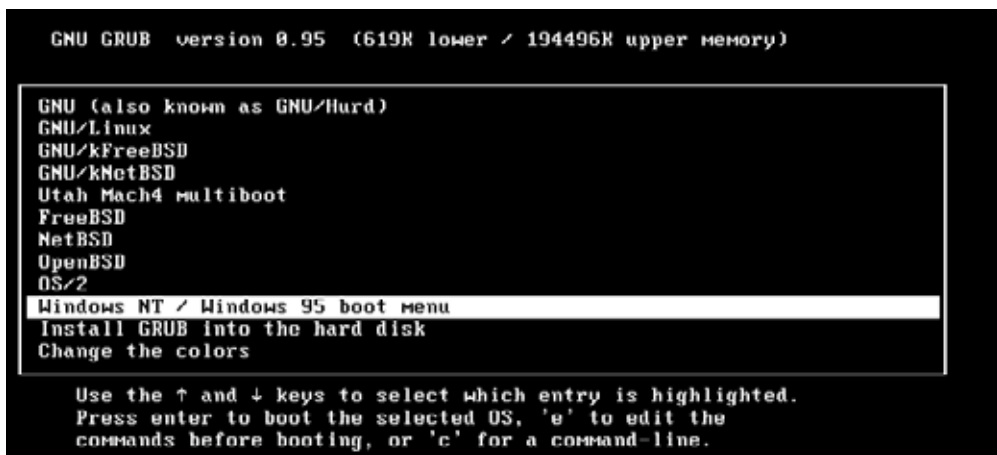 GNU GRUB version 0.95 (619K lower / 194496K upper memory)
GNU (also known as GNU/Hurd)
GNU/Linux
GNU/kFreeBSD
GNU/kNetBSD
Utah Mach4 multiboot
FreeBSD
NetBSD
OpenBSD
OS/2
Windows NT / Windows 95 boot menu
Install GRUB into the hard disk
Change the colors
Use the ↑ and ↓ keys to select which entry is highlighted.
Press enter to boot the selected OS, 'e' to edit the
commands before booting, or 'c' for a command-line.